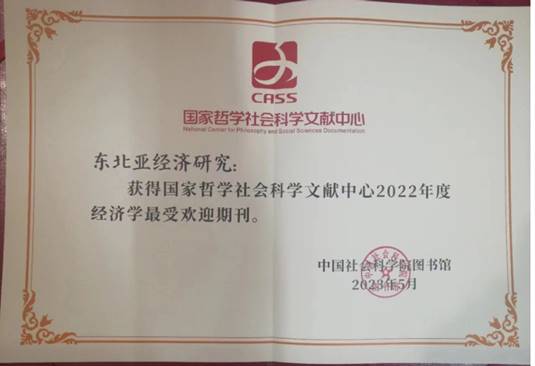 CASS
国家哲学社会科学文献中心
National Center for Philosophy and Social Sciences Documentation
东北亚经济研究：
获得国家哲学社会科学文献中心2022年度
经济学最受欢迎期刊。
中国社会科学院图书馆
2023年5月